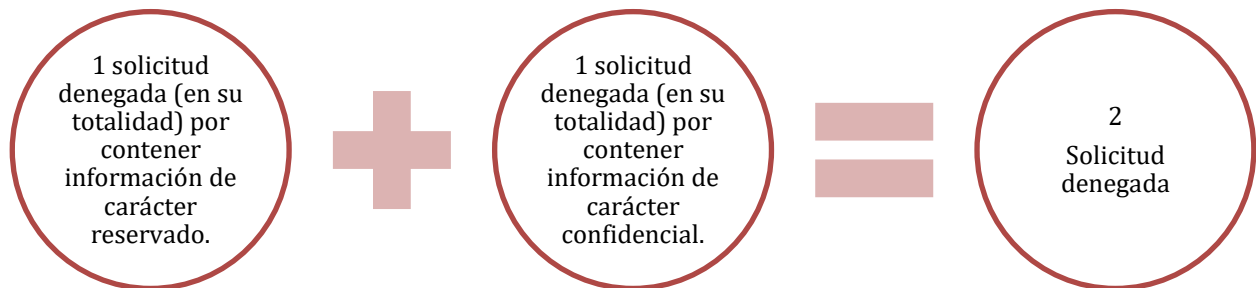 1 solicitud
denegada (en su
totalidad) por
contener
información de
carácter
reservado.
1 solicitud
denegada (en su
totalidad) por
contener
información de
carácter
confidencial.
2
Solicitud
denegada